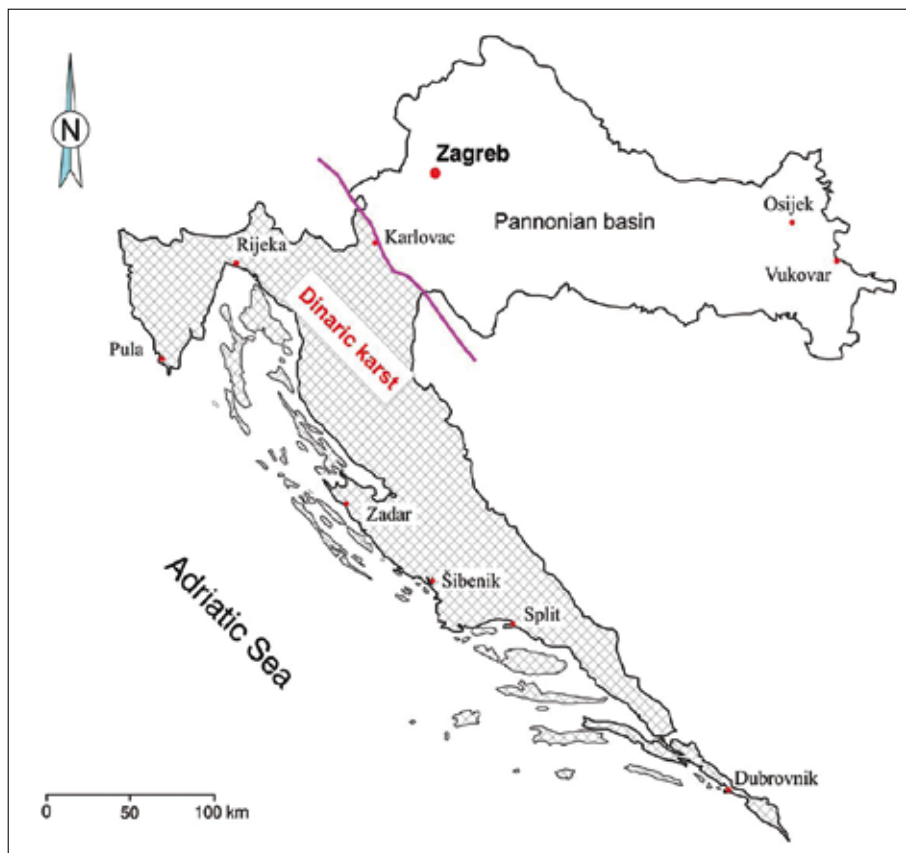 N
Zagreb
Pannonian basin
Osijek
Vukovar
Karlovac
Rijeka
Pula
Dinaric karst
Zadar
Šibenik
Split
Adriatic Sea
Dubrovnik
0 50 100 km